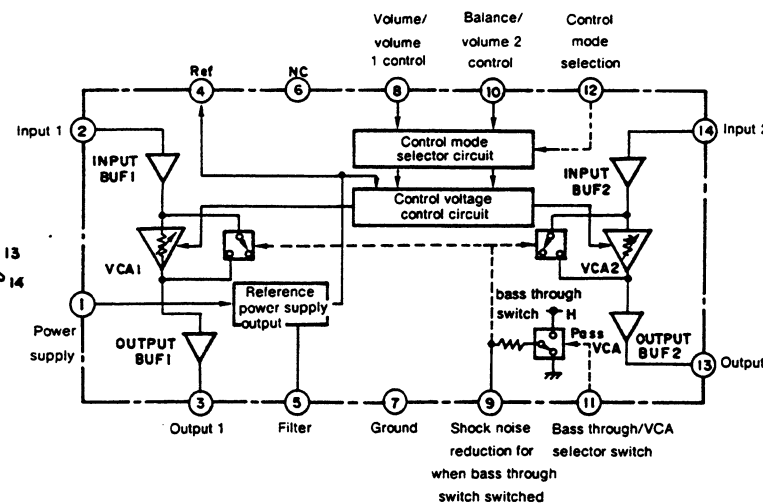 Volume/
volume
1 control
Balance/
volume 2
control
Control
mode
selection
Ref
NC
4
6
8
10
12
Input 1
2
14
Input 2
INPUT
BUF1
Control mode
selector circuit
INPUT
BUF2
Control voltage
control circuit
13
14
VCA1
VCA2
1
Power
supply
Reference
power supply
output
bass through
switch
H
Pass
VCA
OUTPUT
BUF1
OUTPUT
BUF2
13
Output
3
5
7
9
11
Output 1
Filter
Ground
Shock noise
reduction for
when bass through
switch switched
Bass through/VCA
selector switch